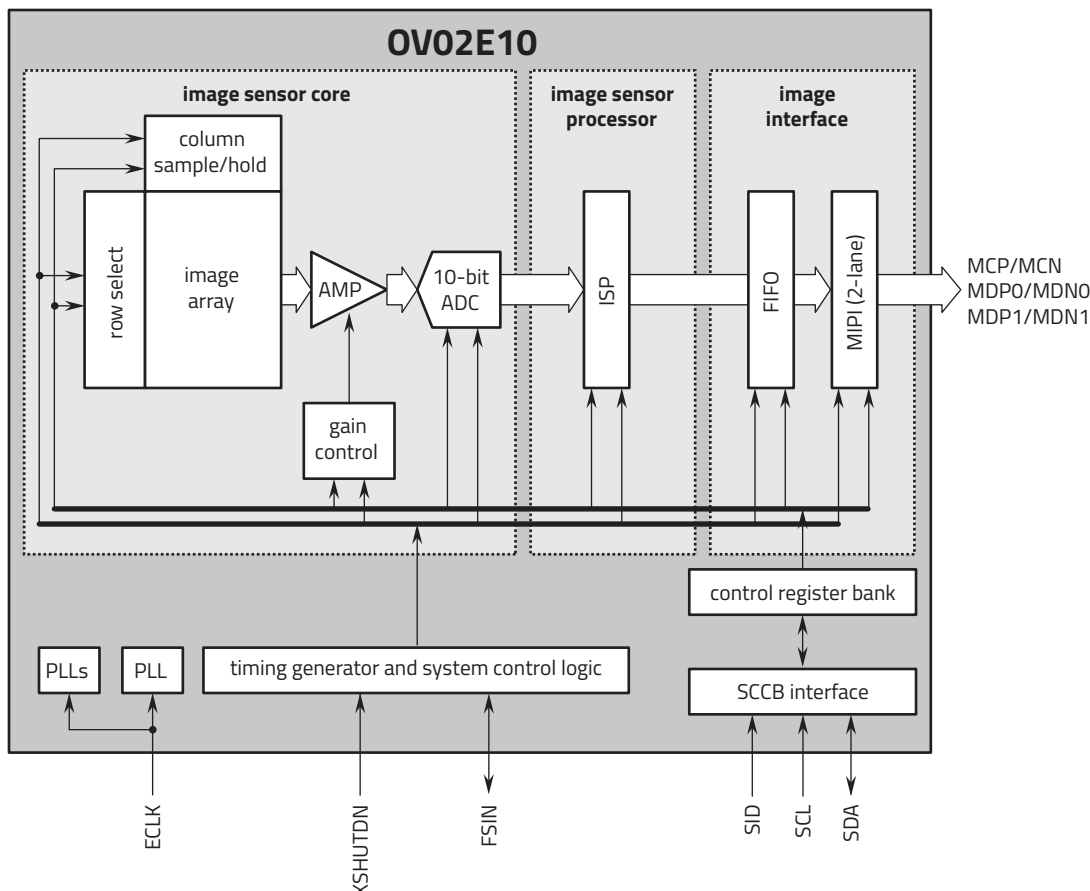 OV02E10
image sensor core
image sensor
processor
image
interface
column
sample/hold
row select
image
array
AMP
10-bit
ADC
ISP
FIFO
MIPI (2-lane)
MCP/MCN
MDP0/MDN0
MDP1/MDN1
gain
control
control register bank
PLLs
PLL
timing generator and system control logic
SCCB interface
ECLK
XSHUTDN
FSIN
SID
SCL
SDA